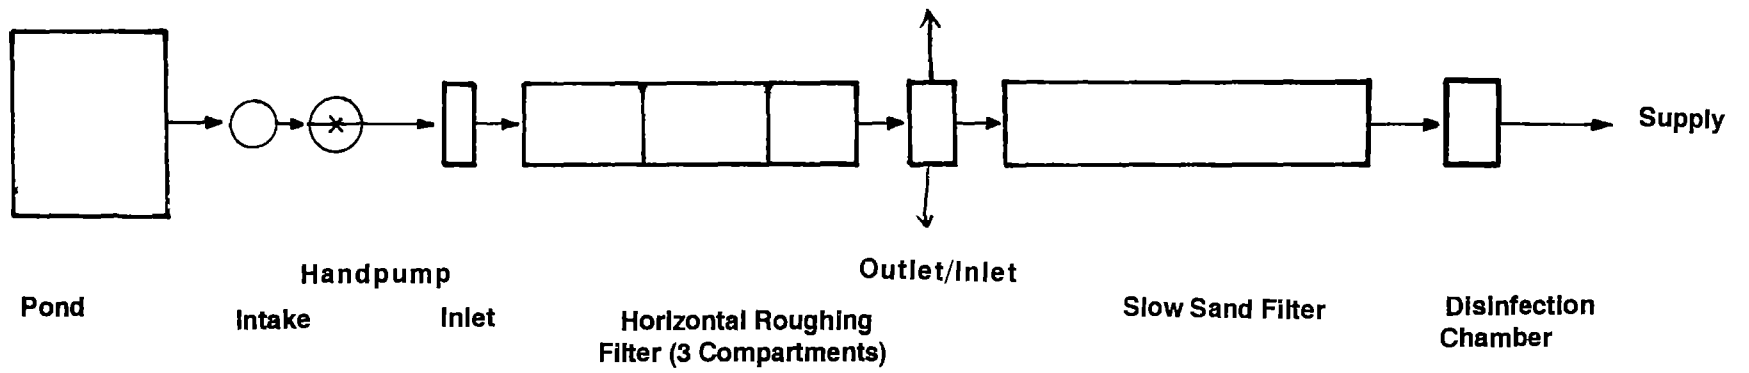 Supply
Handpump
Outlet/Inlet
Pond
Intake
Inlet
Horizontal Roughing
Filter (3 Compartments)
Slow Sand Filter
Disinfection
Chamber